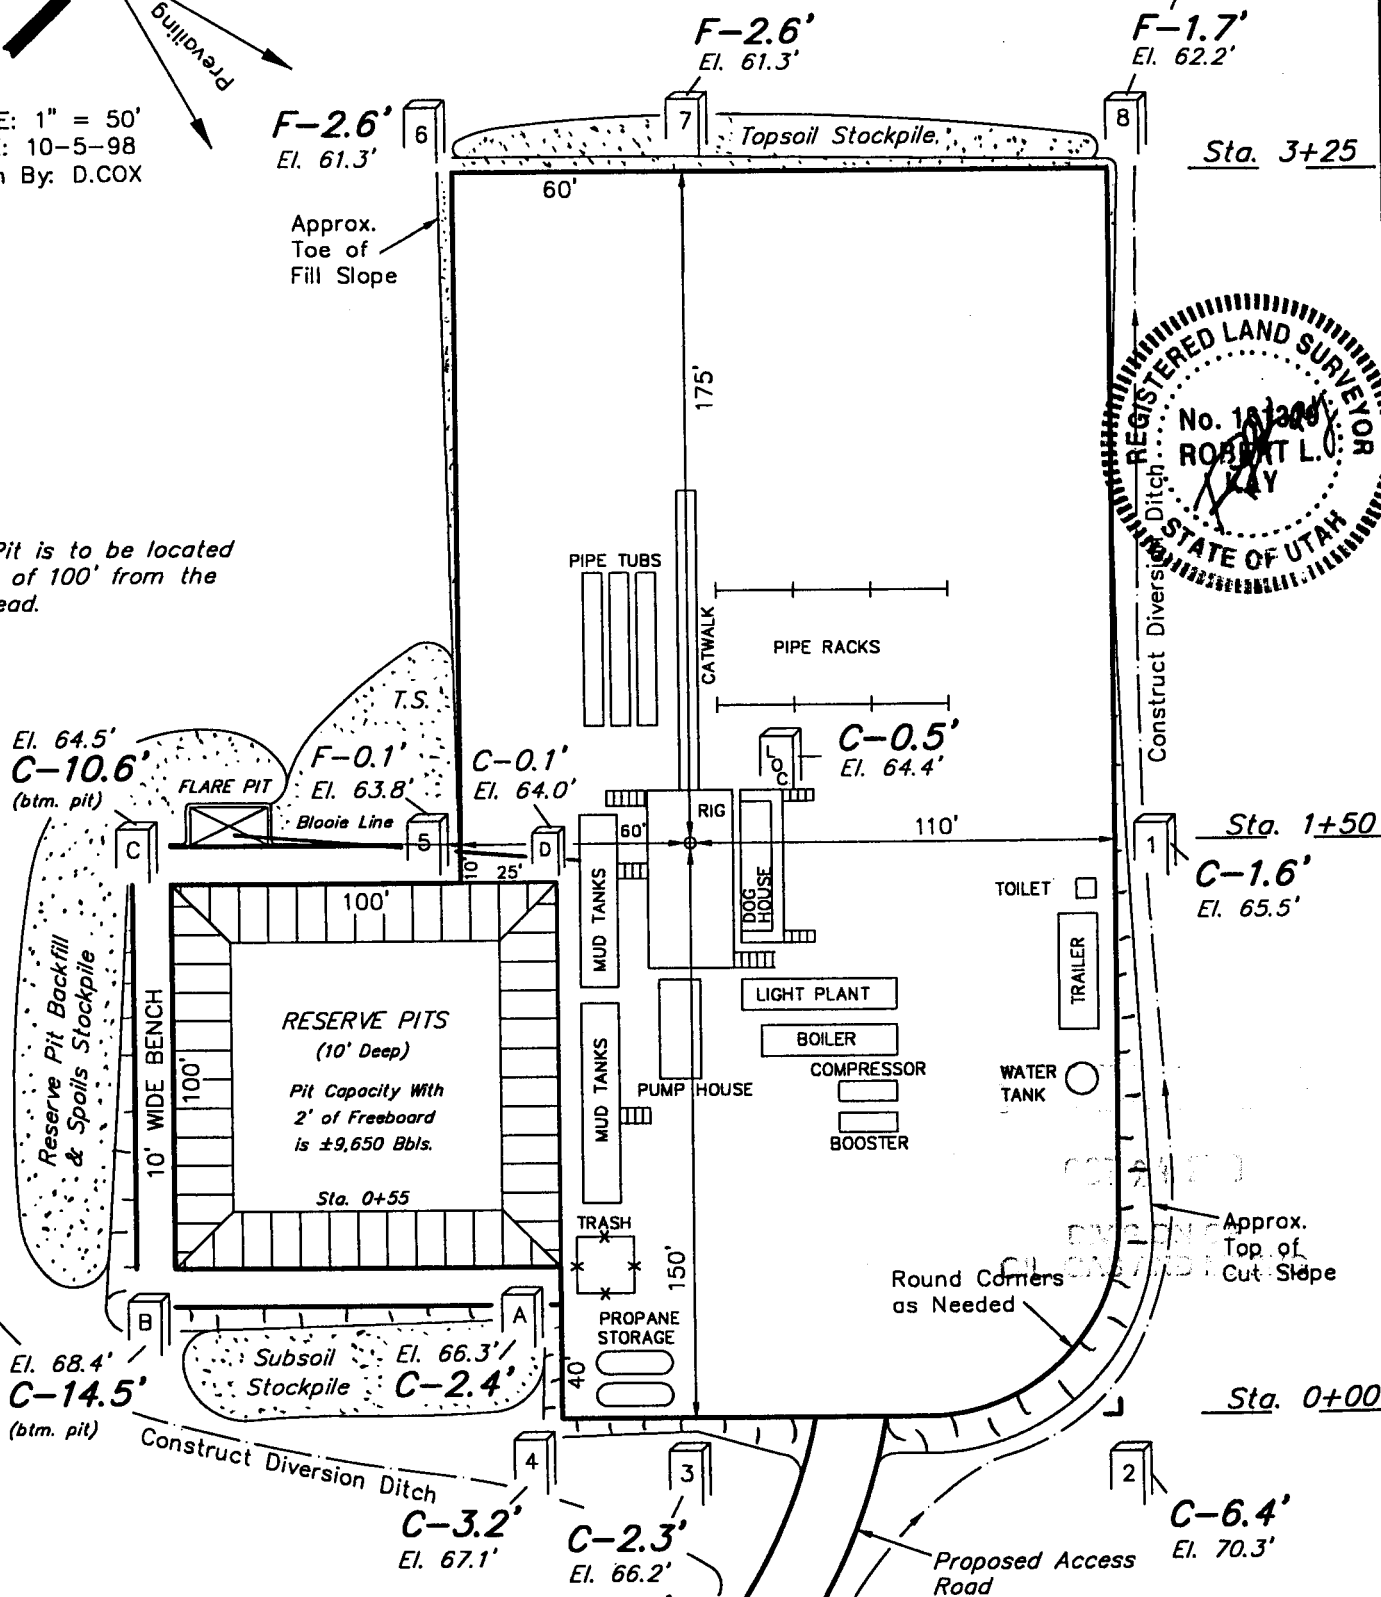 Prevailing
E: 1" = 50'
: 10-5-98
n By: D.COX
F-2.6'
El. 61.3'
F-2.6'
El. 61.3'
F-1.7'
El. 62.2'
6
7
8
Topsoil Stockpile.
Sta. 3+25
60'
Approx.
Toe of
Fill Slope
175'
REGISTERED LAND SURVEYOR
ROBERT L.
KAY
STATE OF UTAH
Construct Diversion Ditch
Pit is to be located
of 100' from the
ead.
PIPE TUBS
CATWALK
PIPE RACKS
T.S.
El. 64.5'
C-10.6'
(btm. pit)
FLARE PIT
F-0.1'
El. 63.8'
Blooie Line
C-0.1'
El. 64.0'
LOC
C-0.5'
El. 64.4'
C
5
D
60'
RIG
110'
1
Sta. 1+50
C-1.6'
El. 65.5'
10'
25'
100'
MUD TANKS
DOG
HOUSE
TOILET
TRAILER
Reserve Pit Backfill
& Spoils Stockpile
10' WIDE BENCH
100'
RESERVE PITS
(10' Deep)
Pit Capacity With
2' of Freeboard
is ±9,650 Bbls.
Sta. 0+55
MUD TANKS
LIGHT PLANT
BOILER
COMPRESSOR
PUMP HOUSE
BOOSTER
WATER
TANK
TRASH
150'
Approx.
Top of
Cut Slope
Round Corners
as Needed
PROPANE
STORAGE
B
A
El. 68.4'
C-14.5'
(btm. pit)
Subsoil
Stockpile
El. 66.3'
C-2.4'
40'
Sta. 0+00
Construct Diversion Ditch
4
3
2
C-3.2'
El. 67.1'
C-2.3'
El. 66.2'
C-6.4'
El. 70.3'
Proposed Access
Road